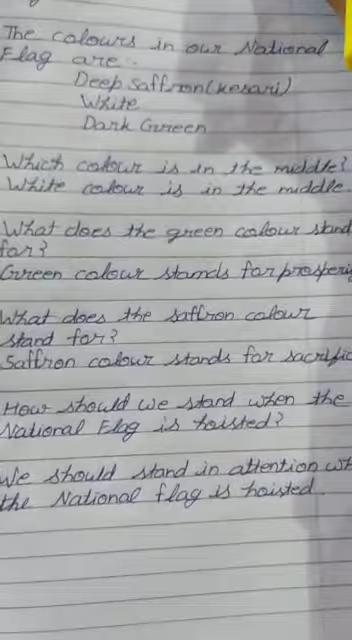 The colours in our National
Flag are.
Deep Saffron(Kesari)
White
Dark Green
Which colour is in the middle?
White colour is in the middle.
What does the green colour stand
for?
Green colour stands for prosperi
What does the saffron colour
stand for?
Saffron colour stands for sacrific
How should we stand when the
National Flag is hoisted?
We should stand in attention wh
the National flag is hoisted.